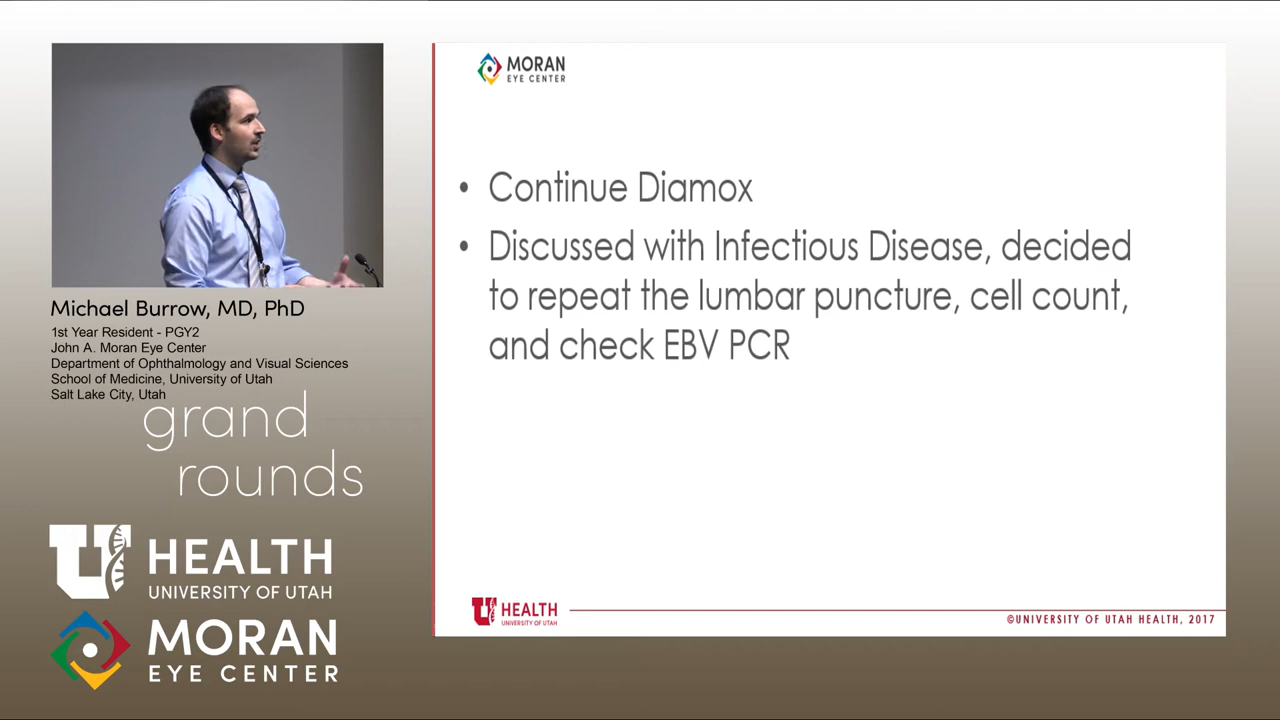 Michael Burrow, MD, PhD
1st Year Resident - PGY2
John A. Moran Eye Center
Department of Ophthalmology and Visual Sciences
School of Medicine, University of Utah
Salt Lake City, Utah
grand
rounds
U HEALTH
UNIVERSITY OF UTAH
MORAN
EYE CENTER
MORAN
EYE CENTER
• Continue Diamox
• Discussed with Infectious Disease, decided
to repeat the lumbar puncture, cell count,
and check EBV PCR
U HEALTH
UNIVERSITY OF UTAH
©UNIVERSITY OF UTAH HEALTH, 2017